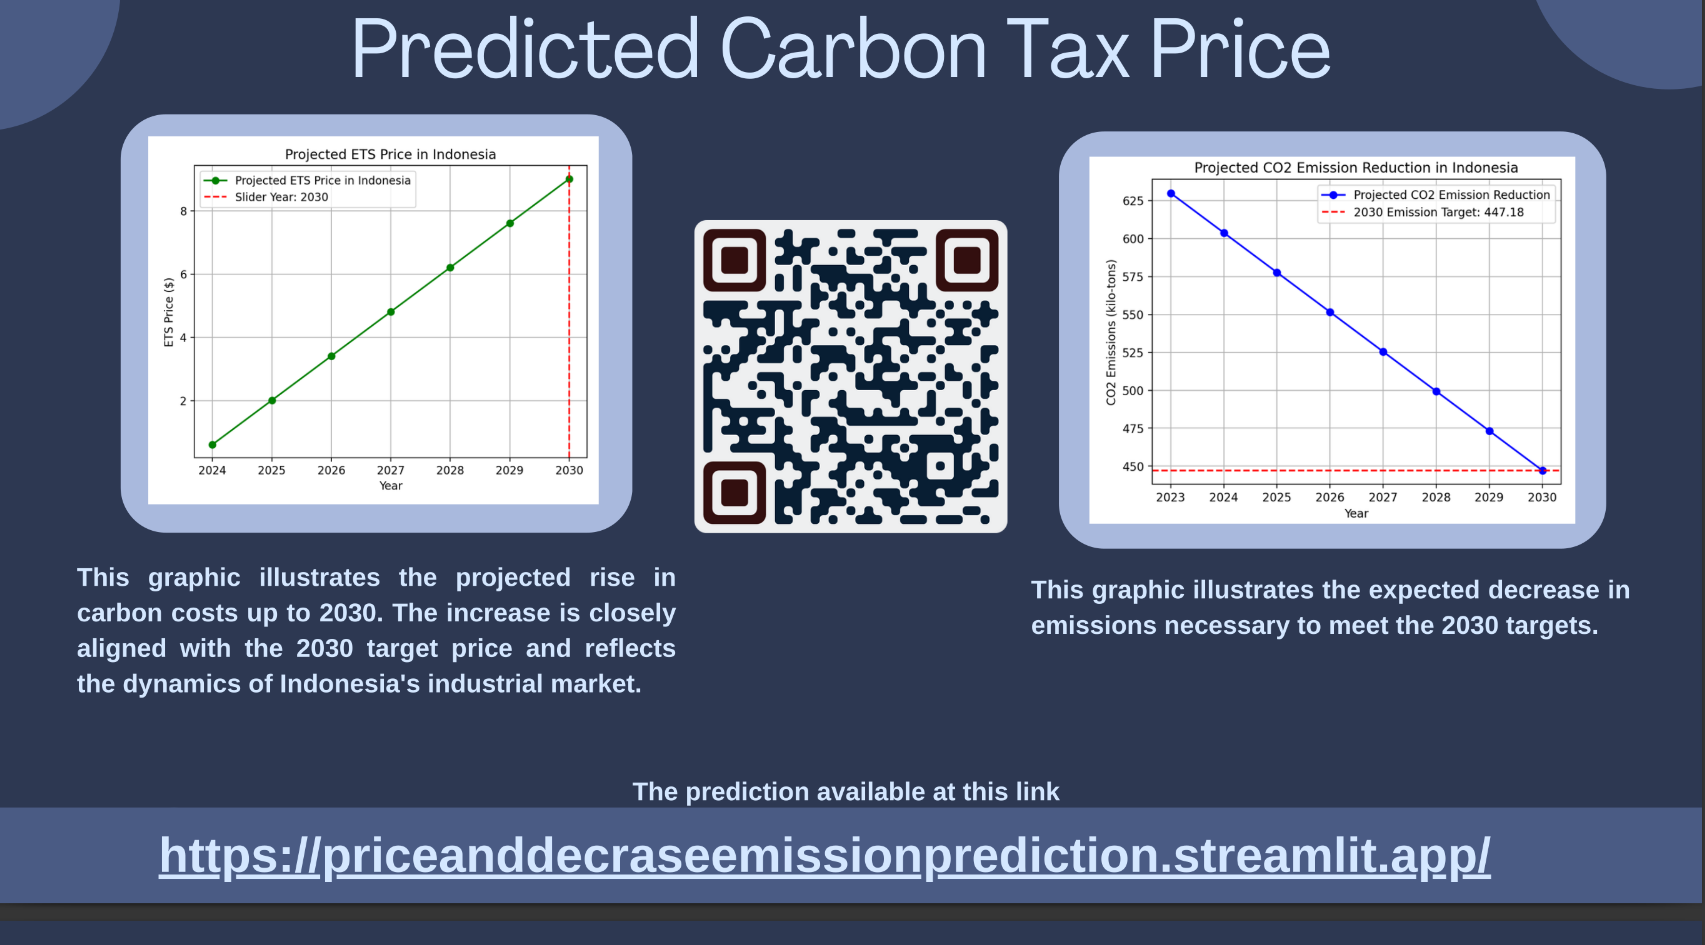 Predicted Carbon Tax Price
Projected ETS Price in Indonesia
Projected ETS Price in Indonesia
Slider Year: 2030
ETS Price ($)
8
6
4
2
2024 2025 2026 2027 2028 2029 2030
Year
Projected CO2 Emission Reduction in Indonesia
Projected CO2 Emission Reduction
2030 Emission Target: 447.18
CO2 Emissions (kilo-tons)
625
600
575
550
525
500
475
450
2023 2024 2025 2026 2027 2028 2029 2030
Year
This graphic illustrates the projected rise in
carbon costs up to 2030. The increase is closely
aligned with the 2030 target price and reflects
the dynamics of Indonesia's industrial market.
This graphic illustrates the expected decrease in
emissions necessary to meet the 2030 targets.
The prediction available at this link
https://priceanddecraseemissionprediction.streamlit.app/